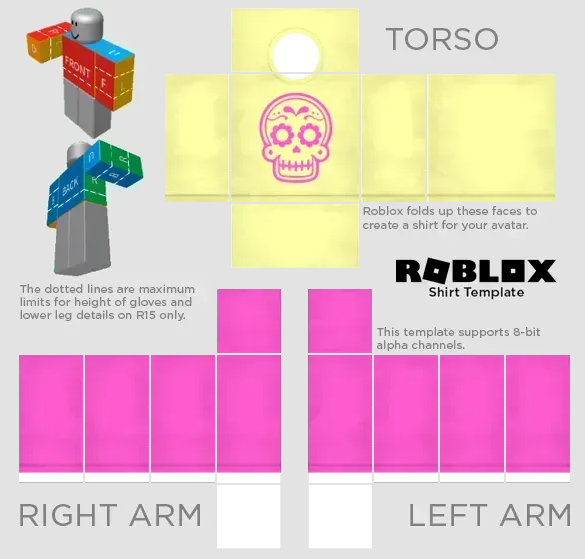 TORSO
FRONT
F
L
U
BACK
R
B
Roblox folds up these faces to
create a shirt for your avatar.
ROBLOX
Shirt Template
The dotted lines are maximum
limits for height of gloves and
lower leg details on R15 only.
This template supports 8-bit
alpha channels.
RIGHT ARM
LEFT ARM